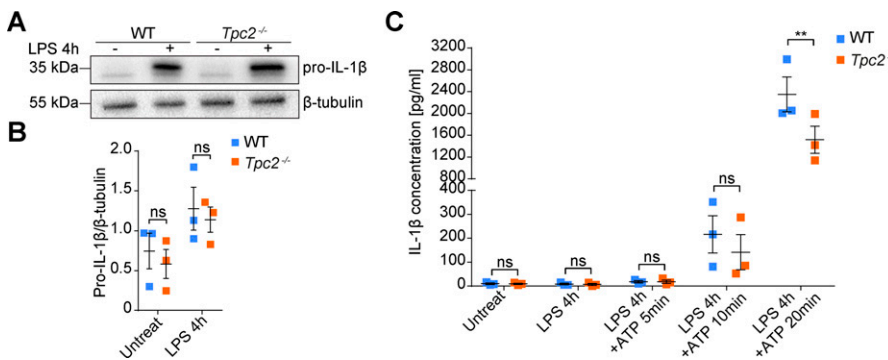 A
WT
Tpc2-/-
LPS 4h
-
+
-
+
35 kDa
pro-IL-1β
55 kDa
β-tubulin
B
WT
Tpc2-/-
Pro-IL-1β/β-tubulin
2.0
1.5
1.0
0.5
0.0
ns
ns
Untreat
LPS 4h
C
WT
Tpc2
IL-1β concentration [pg/ml]
3200
2800
2400
2000
1600
1200
400
300
200
100
0
ns
ns
ns
ns
**
Untreat
LPS 4h
LPS 4h
+ATP 5min
LPS 4h
+ATP 10min
LPS 4h
+ATP 20min